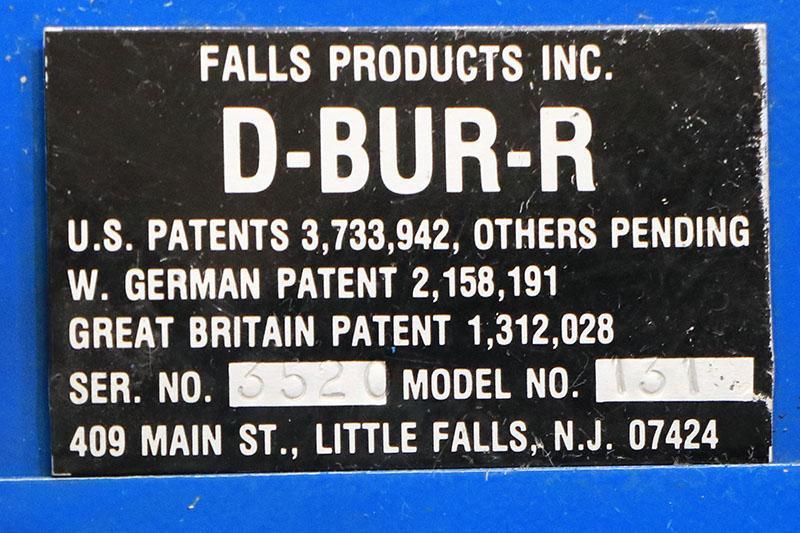 FALLS PRODUCTS INC.
D-BUR-R
U.S. PATENTS 3,733,942, OTHERS PENDING
W. GERMAN PATENT 2,158,191
GREAT BRITAIN PATENT 1,312,028
SER. NO. 3520 MODEL NO. 131
409 MAIN ST., LITTLE FALLS, N.J. 07424